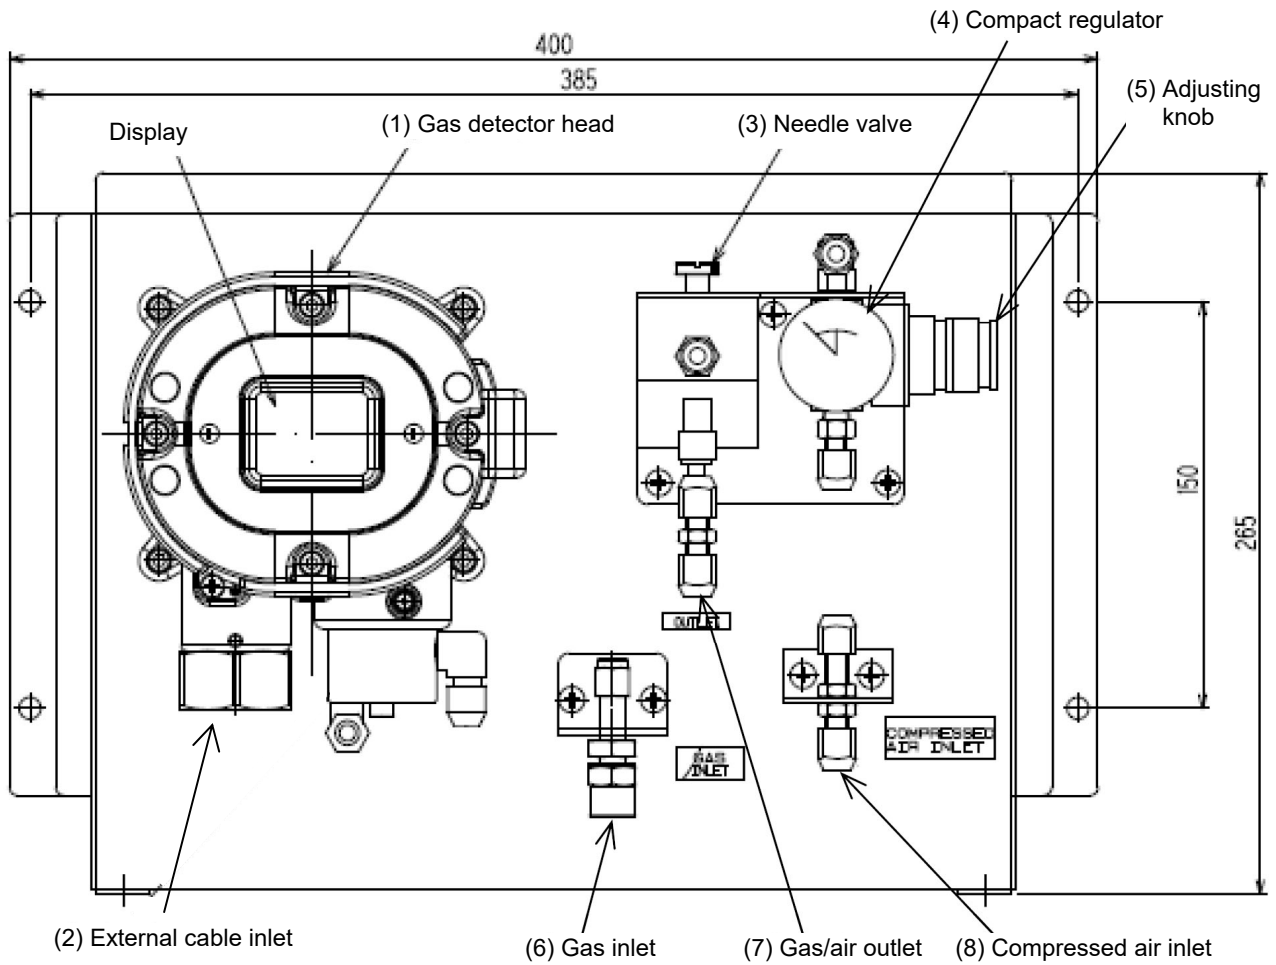 (4) Compact regulator
400
385
(5) Adjusting
knob
Display
(1) Gas detector head
(3) Needle valve
150
265
OUTLET
GAS
INLET
COMPRESSED
AIR INLET
(2) External cable inlet
(6) Gas inlet
(7) Gas/air outlet
(8) Compressed air inlet